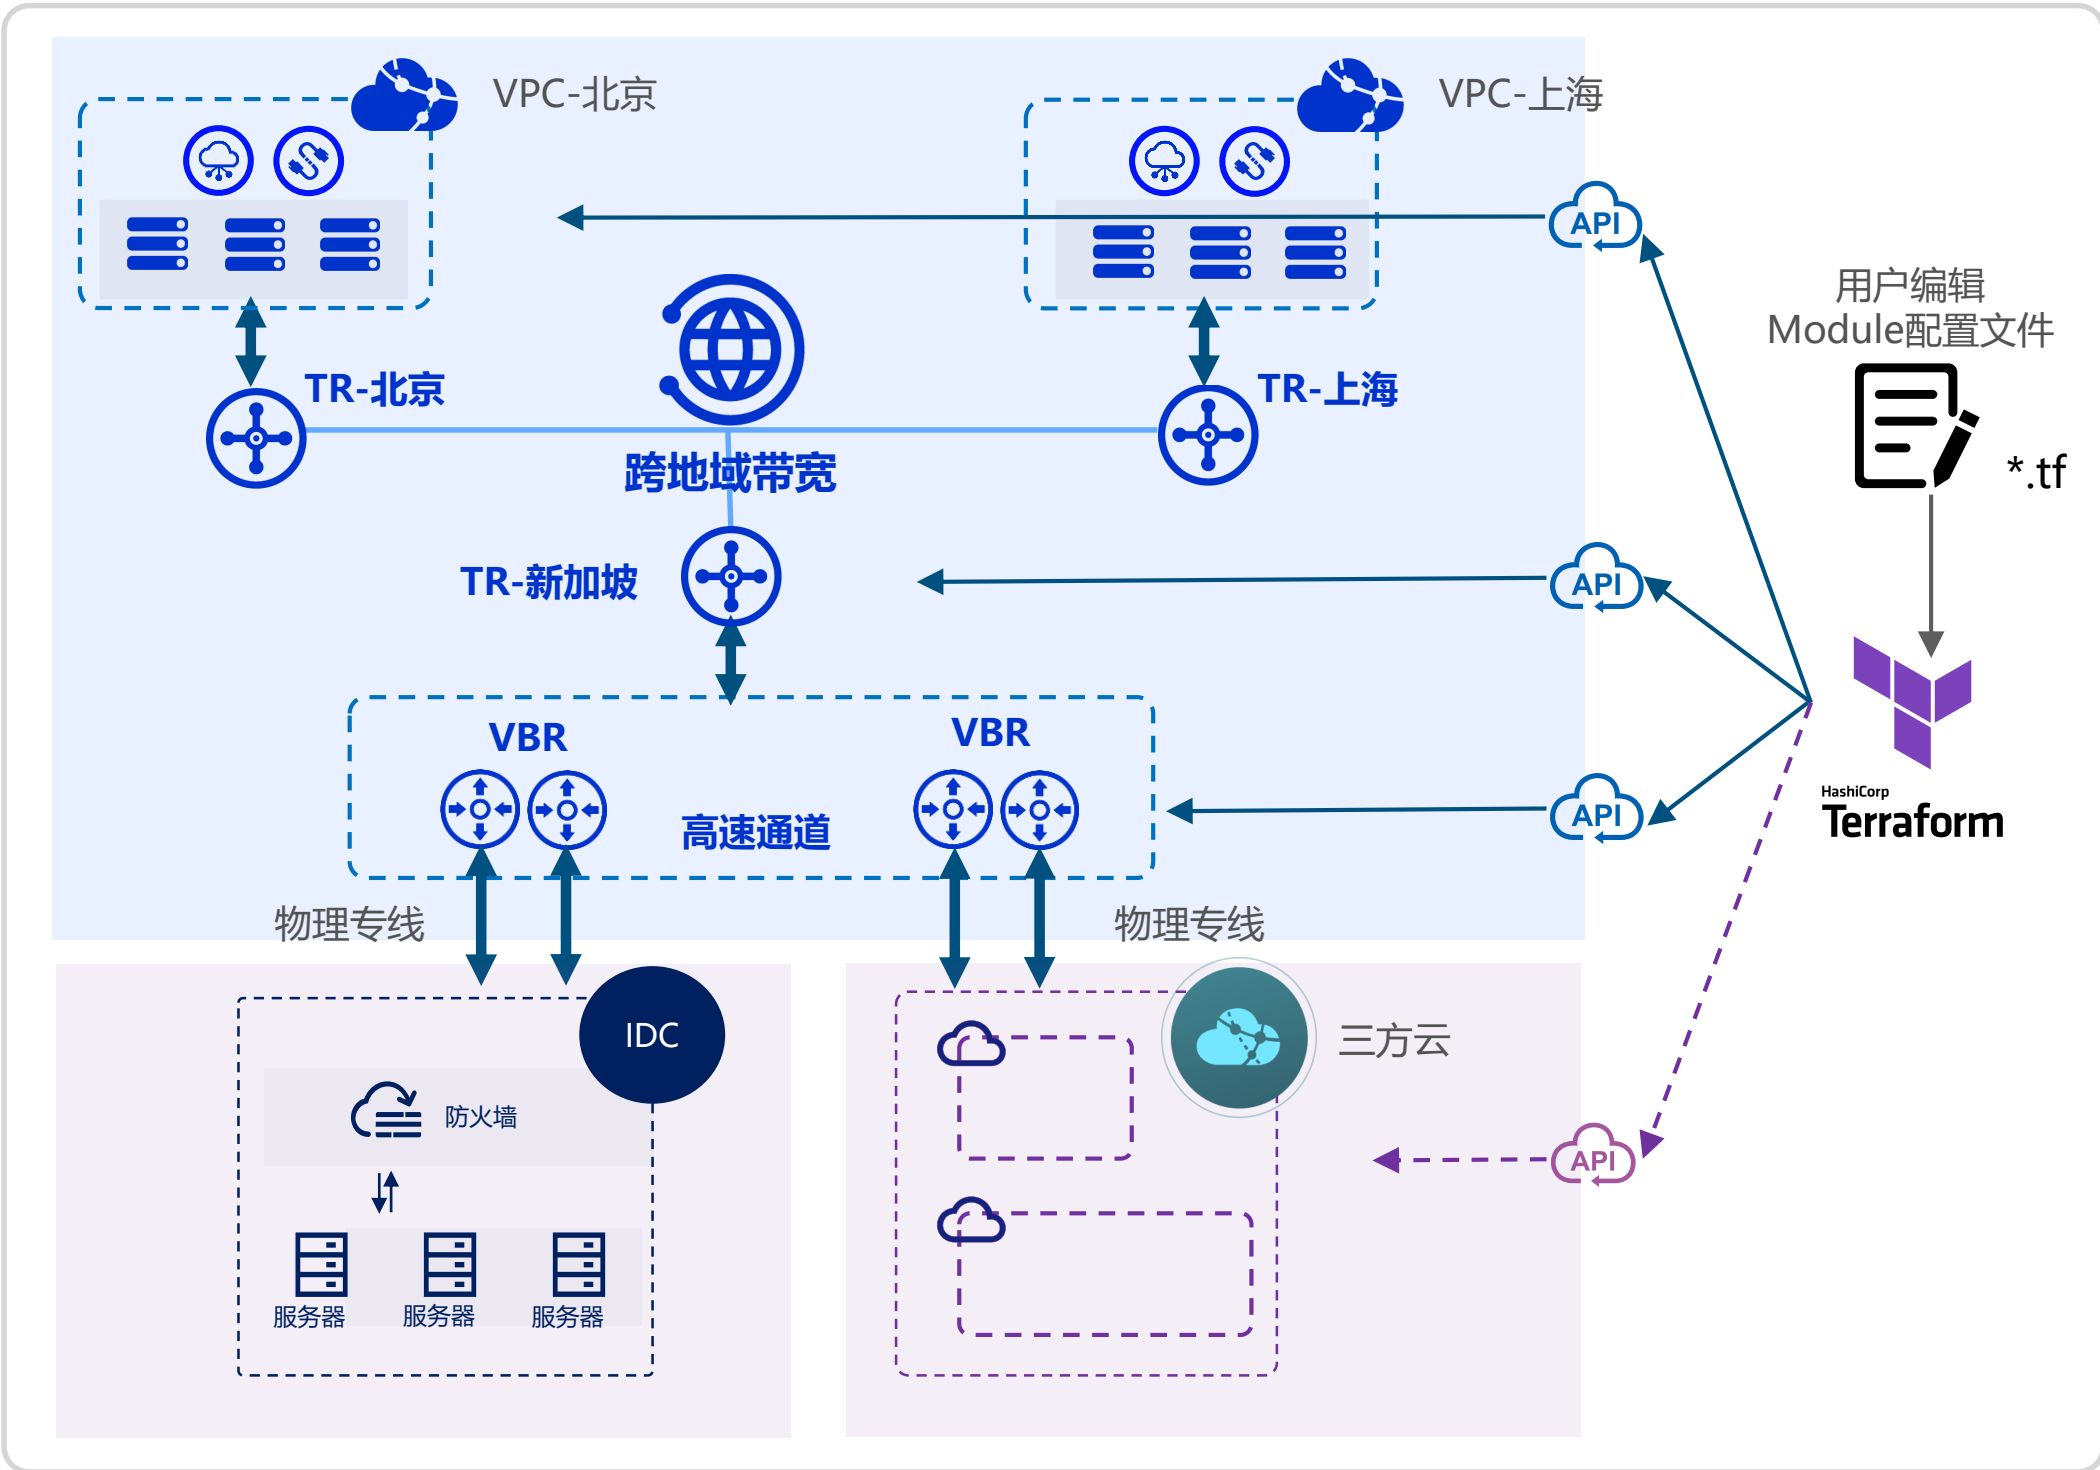 VPC-北京
VPC-上海
API
用户编辑
Module配置文件
*.tf
TR-北京
TR-上海
跨地域带宽
TR-新加坡
API
VBR
VBR
高速通道
API
HashiCorp
Terraform
物理专线
物理专线
IDC
三方云
防火墙
API
服务器
服务器
服务器